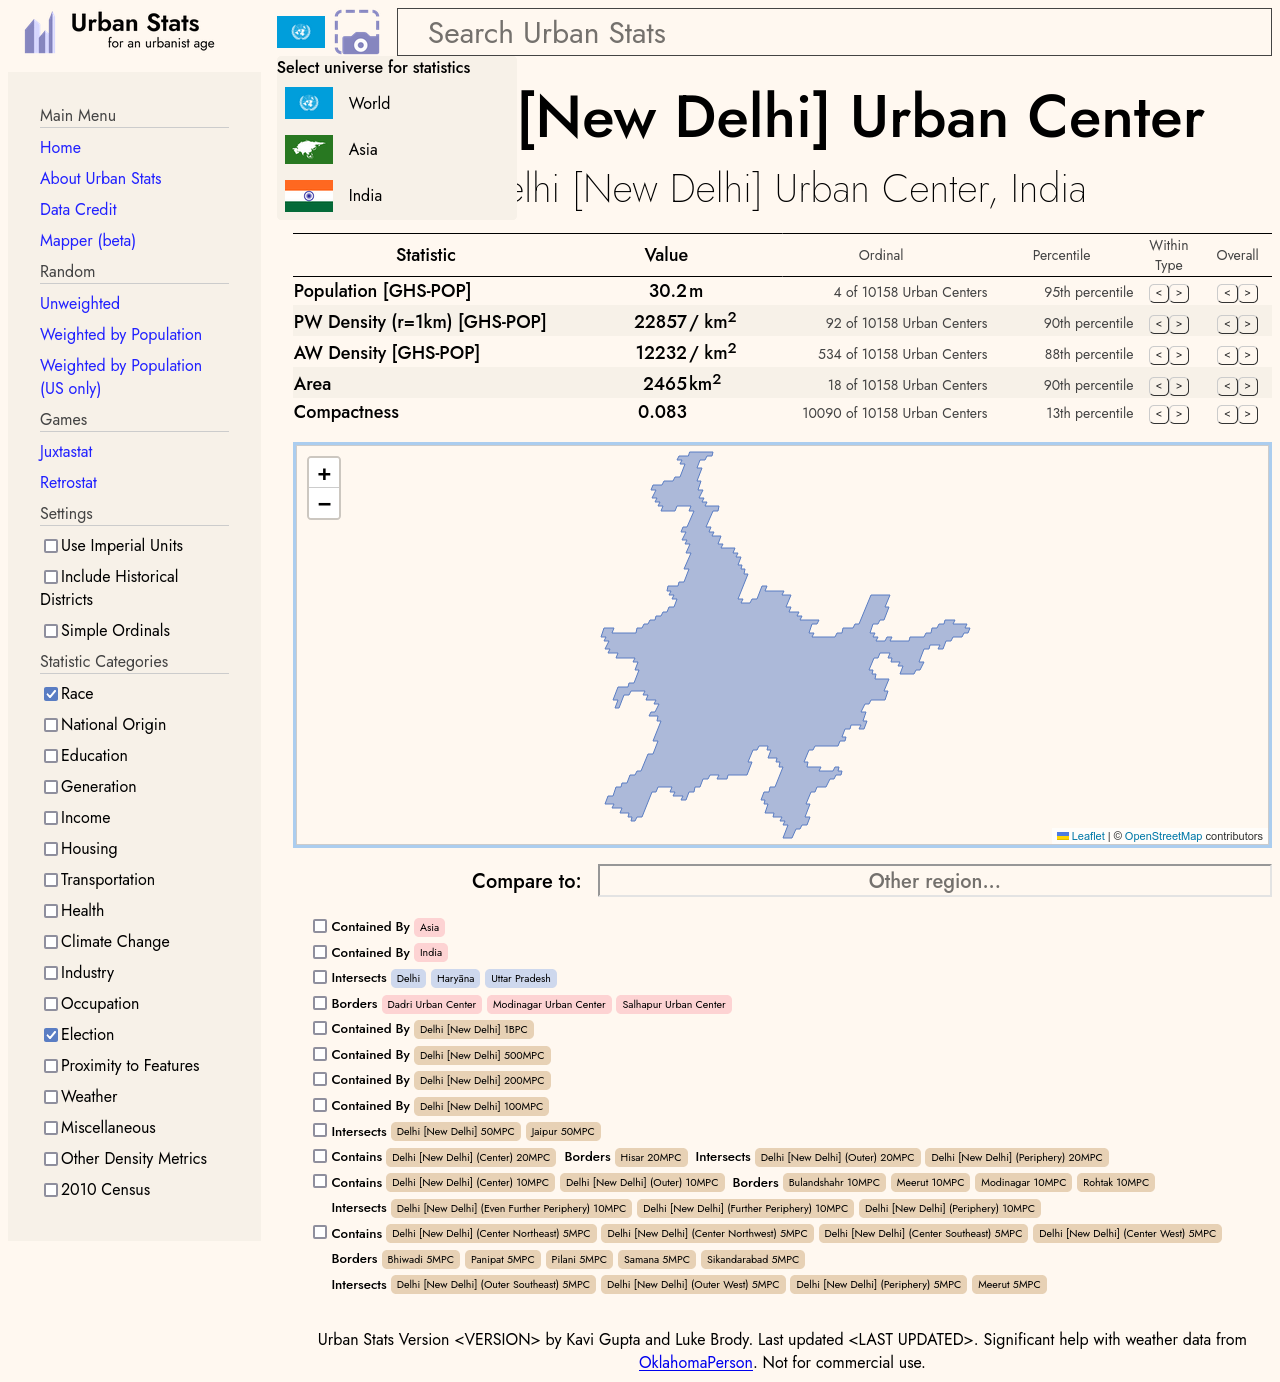 Urban Stats
for an urbanist age
Search Urban Stats
Select universe for statistics
World
Asia
India
[New Delhi] Urban Center
elhi [New Delhi] Urban Center, India
Main Menu
Home
About Urban Stats
Data Credit
Mapper (beta)
Random
Unweighted
Weighted by Population
Weighted by Population
(US only)
Games
Juxtastat
Retrostat
Settings
Use Imperial Units
Include Historical
Districts
Simple Ordinals
Statistic Categories
Race
National Origin
Education
Generation
Income
Housing
Transportation
Health
Climate Change
Industry
Occupation
Election
Proximity to Features
Weather
Miscellaneous
Other Density Metrics
2010 Census
Statistic Value Ordinal Percentile Within Type Overall
Population [GHS-POP] 30.2 m 4 of 10158 Urban Centers 95th percentile < > < >
PW Density (r=1km) [GHS-POP] 22857 / km² 92 of 10158 Urban Centers 90th percentile < > < >
AW Density [GHS-POP] 12232 / km² 534 of 10158 Urban Centers 88th percentile < > < >
Area 2465 km² 18 of 10158 Urban Centers 90th percentile < > < >
Compactness 0.083 10090 of 10158 Urban Centers 13th percentile < > < >
+
−
Leaflet | © OpenStreetMap contributors
Compare to: Other region...
Contained By Asia
Contained By India
Intersects Delhi Haryāna Uttar Pradesh
Borders Dadri Urban Center Modinagar Urban Center Salhapur Urban Center
Contained By Delhi [New Delhi] 1BPC
Contained By Delhi [New Delhi] 500MPC
Contained By Delhi [New Delhi] 200MPC
Contained By Delhi [New Delhi] 100MPC
Intersects Delhi [New Delhi] 50MPC Jaipur 50MPC
Contains Delhi [New Delhi] (Center) 20MPC Borders Hisar 20MPC Intersects Delhi [New Delhi] (Outer) 20MPC Delhi [New Delhi] (Periphery) 20MPC
Contains Delhi [New Delhi] (Center) 10MPC Delhi [New Delhi] (Outer) 10MPC Borders Bulandshahr 10MPC Meerut 10MPC Modinagar 10MPC Rohtak 10MPC
Intersects Delhi [New Delhi] (Even Further Periphery) 10MPC Delhi [New Delhi] (Further Periphery) 10MPC Delhi [New Delhi] (Periphery) 10MPC
Contains Delhi [New Delhi] (Center Northeast) 5MPC Delhi [New Delhi] (Center Northwest) 5MPC Delhi [New Delhi] (Center Southeast) 5MPC Delhi [New Delhi] (Center West) 5MPC
Borders Bhiwadi 5MPC Panipat 5MPC Pilani 5MPC Samana 5MPC Sikandarabad 5MPC
Intersects Delhi [New Delhi] (Outer Southeast) 5MPC Delhi [New Delhi] (Outer West) 5MPC Delhi [New Delhi] (Periphery) 5MPC Meerut 5MPC
Urban Stats Version <VERSION> by Kavi Gupta and Luke Brody. Last updated <LAST UPDATED>. Significant help with weather data from
OklahomaPerson. Not for commercial use.